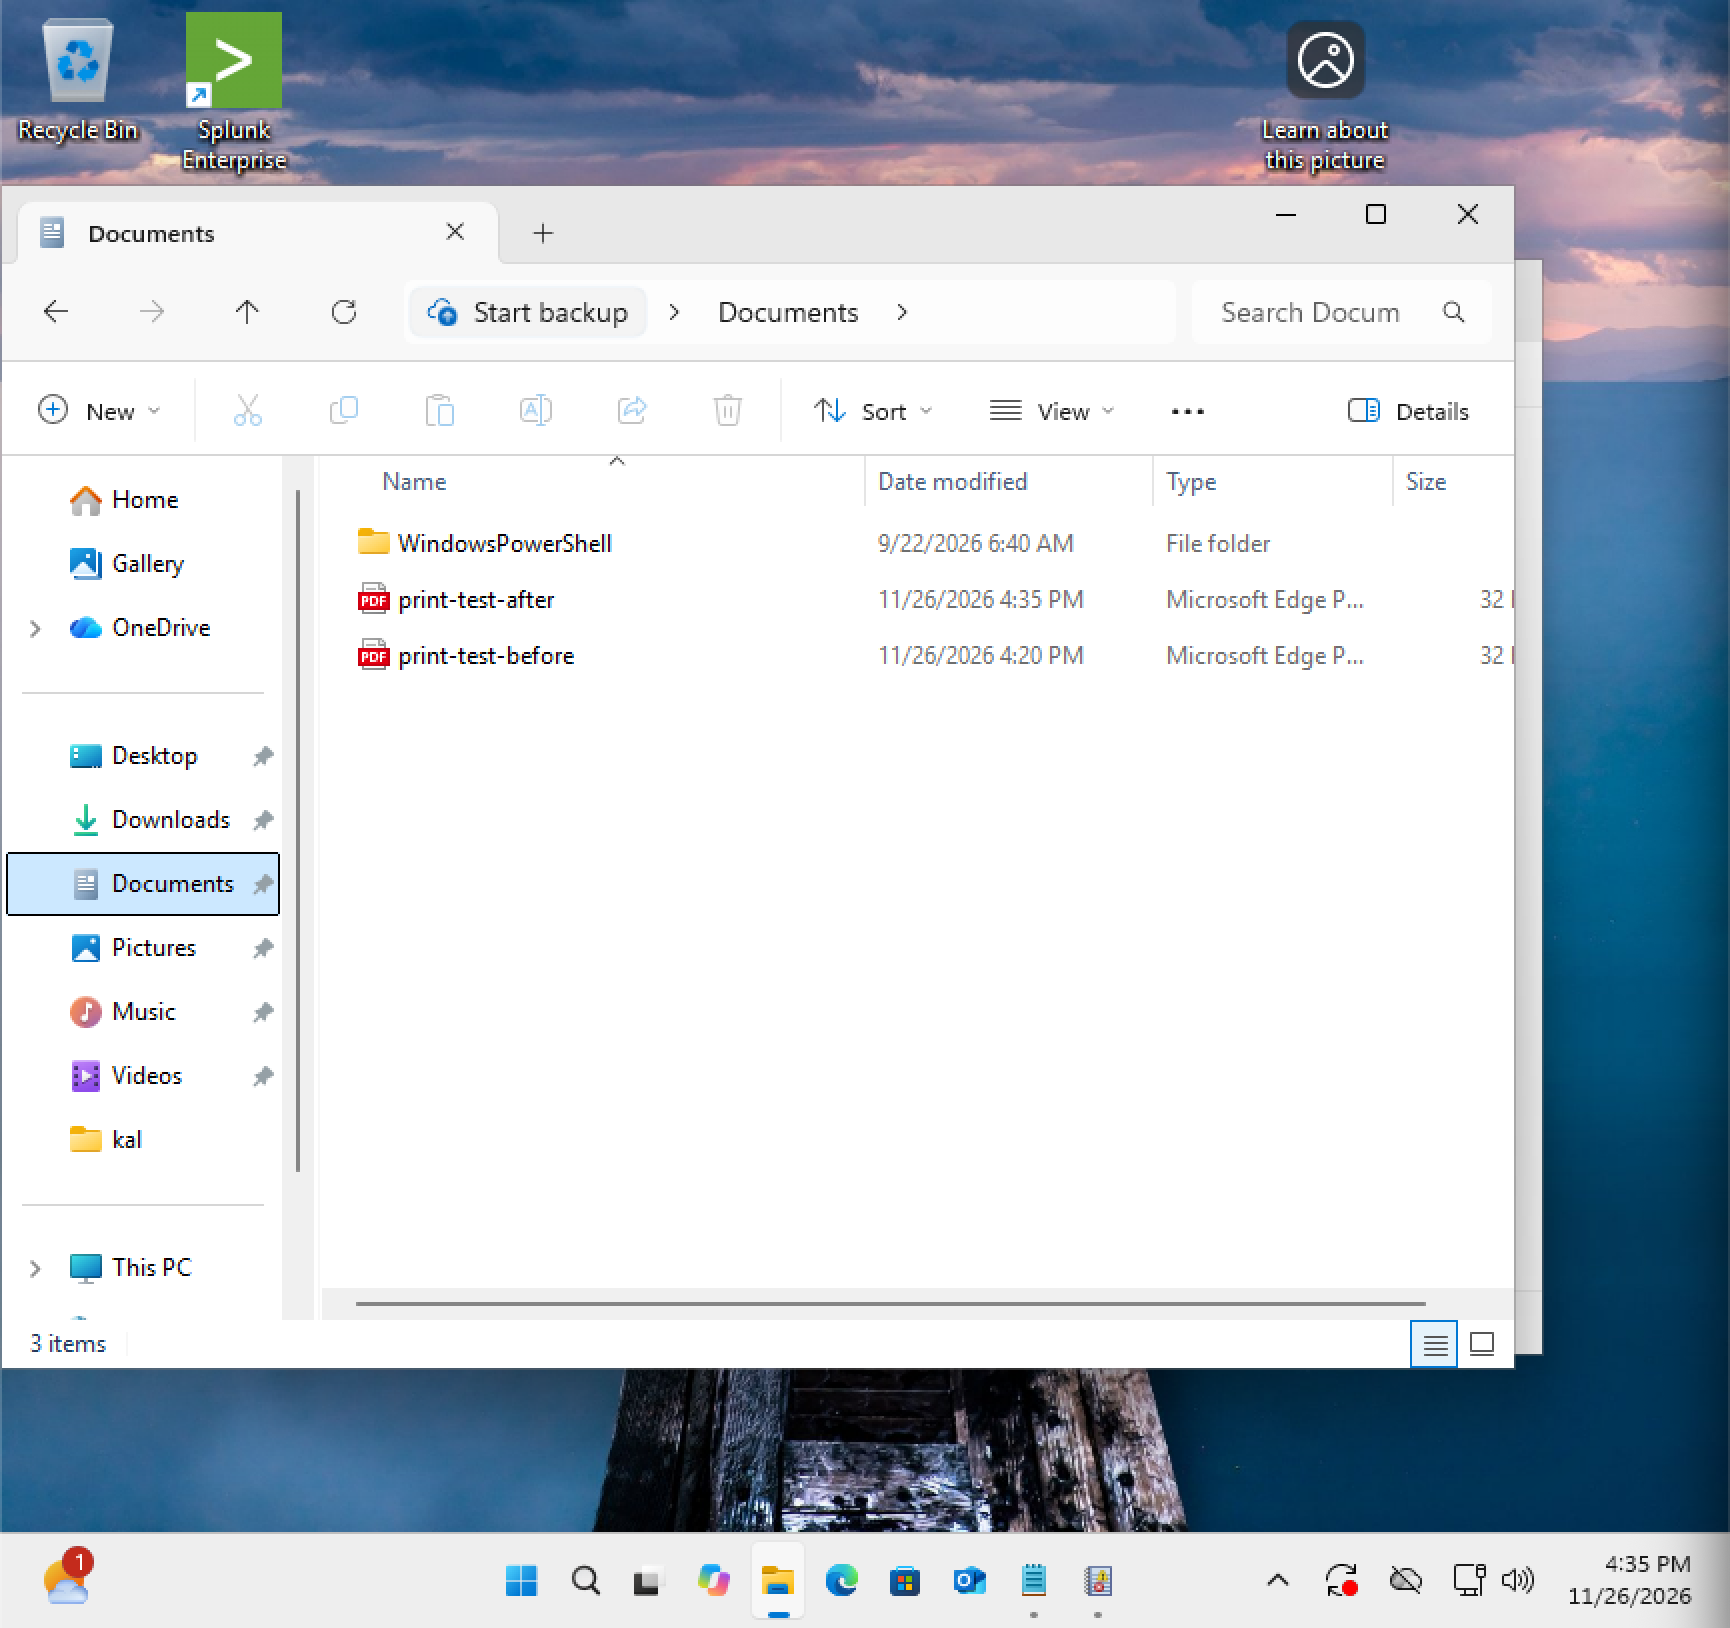 Recycle Bin
Splunk
Enterprise
Learn about
this picture
Documents
Start backup
Documents
Search Docum
New
Sort
View
Details
Home
Gallery
OneDrive
Desktop
Downloads
Documents
Pictures
Music
Videos
kal
This PC
Name Date modified Type Size
WindowsPowerShell 9/22/2026 6:40 AM File folder
PDF print-test-after 11/26/2026 4:35 PM Microsoft Edge P... 32
PDF print-test-before 11/26/2026 4:20 PM Microsoft Edge P... 32
3 items
1
4:35 PM
11/26/2026